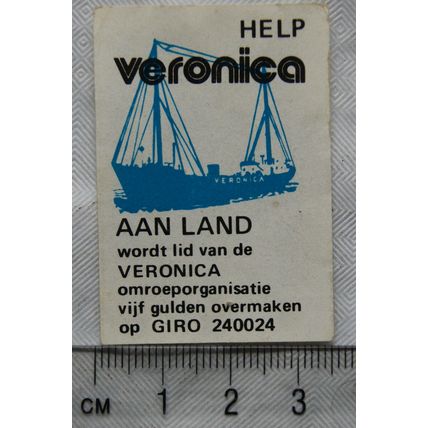 HELP
veronica
VERONICA
AAN LAND
wordt lid van de
VERONICA
omroeporganisatie
vijf gulden overmaken
op GIRO 240024
CM 1 2 3